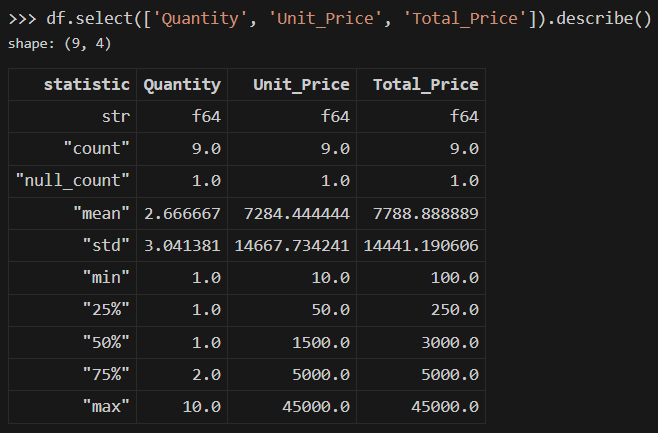 >>> df.select(['Quantity', 'Unit_Price', 'Total_Price']).describe()
shape: (9, 4)
statistic Quantity Unit_Price Total_Price
str f64 f64 f64
"count" 9.0 9.0 9.0
"null_count" 1.0 1.0 1.0
"mean" 2.666667 7284.444444 7788.888889
"std" 3.041381 14667.734241 14441.190606
"min" 1.0 10.0 100.0
"25%" 1.0 50.0 250.0
"50%" 1.0 1500.0 3000.0
"75%" 2.0 5000.0 5000.0
"max" 10.0 45000.0 45000.0